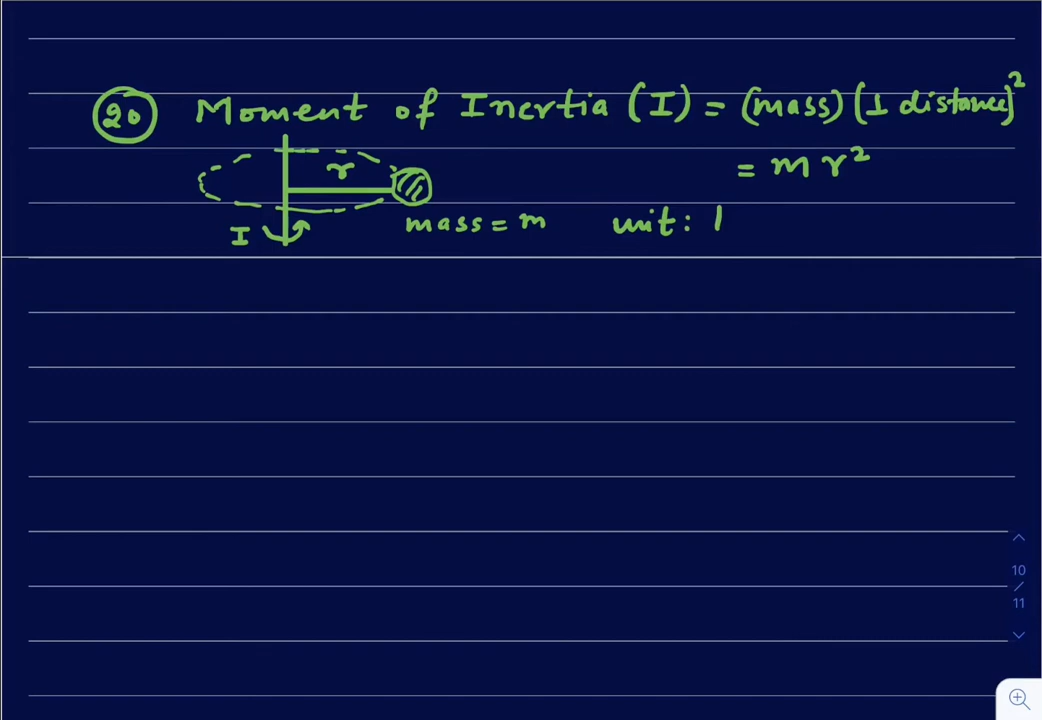 20 Moment of Inertia (I) = (mass) (⊥ distance)²
r = m r²
I mass = m unit : 1
10
/
11